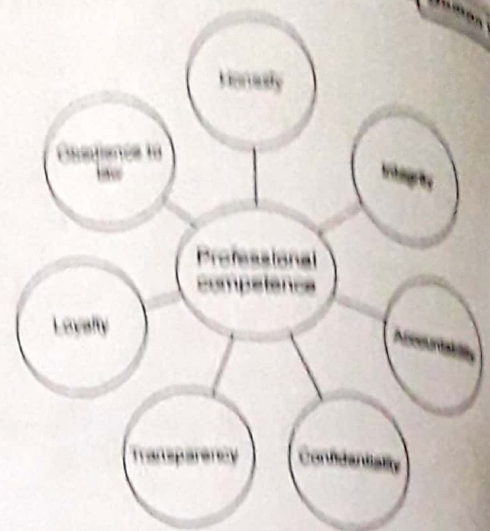 Honesty
Obedience to
law
Integrity
Professional
competence
Loyalty
Accountability
Transparency
Confidentiality